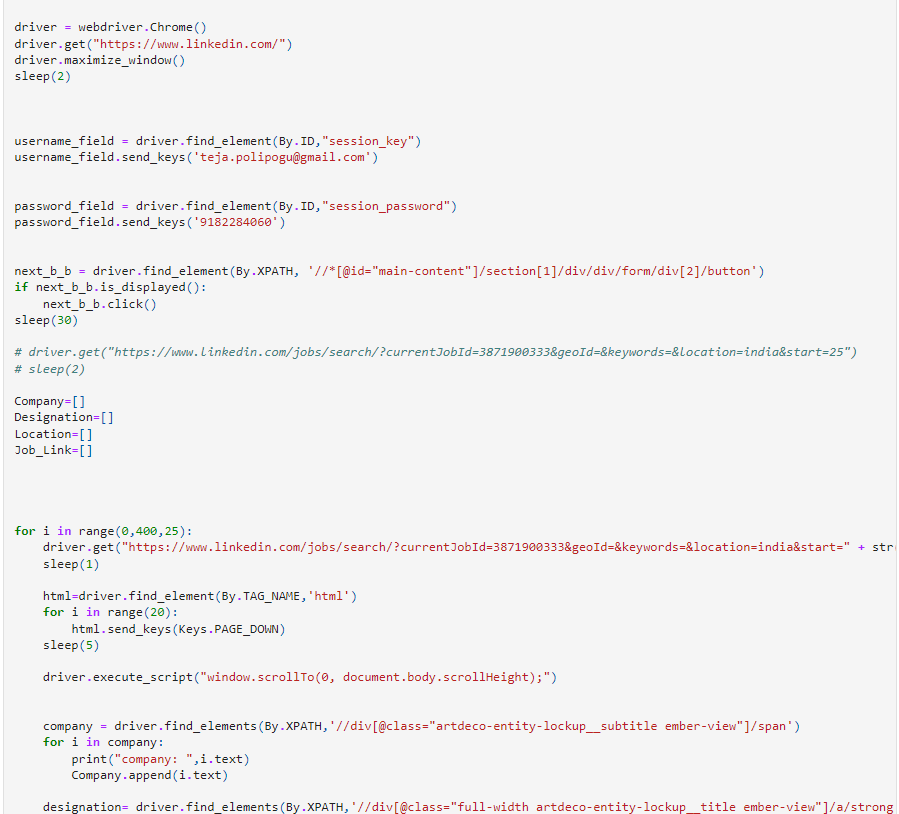 driver = webdriver.Chrome()
driver.get("https://www.linkedin.com/")
driver.maximize_window()
sleep(2)
username_field = driver.find_element(By.ID,"session_key")
username_field.send_keys('teja.polipogu@gmail.com')
password_field = driver.find_element(By.ID,"session_password")
password_field.send_keys('9182284060')
next_b_b = driver.find_element(By.XPATH, '//*[@id="main-content"]/section[1]/div/div/form/div[2]/button')
if next_b_b.is_displayed():
    next_b_b.click()
sleep(30)
# driver.get("https://www.linkedin.com/jobs/search/?currentJobId=3871900333&geoId=&keywords=&location=india&start=25")
# sleep(2)
Company=[]
Designation=[]
Location=[]
Job_Link=[]
for i in range(0,400,25):
    driver.get("https://www.linkedin.com/jobs/search/?currentJobId=3871900333&geoId=&keywords=&location=india&start=" + str
    sleep(1)
    html=driver.find_element(By.TAG_NAME,'html')
    for i in range(20):
        html.send_keys(Keys.PAGE_DOWN)
    sleep(5)
    driver.execute_script("window.scrollTo(0, document.body.scrollHeight);")
    company = driver.find_elements(By.XPATH,'//div[@class="artdeco-entity-lockup__subtitle ember-view"]/span')
    for i in company:
        print("company: ",i.text)
        Company.append(i.text)
    designation= driver.find_elements(By.XPATH,'//div[@class="full-width artdeco-entity-lockup__title ember-view"]/a/strong